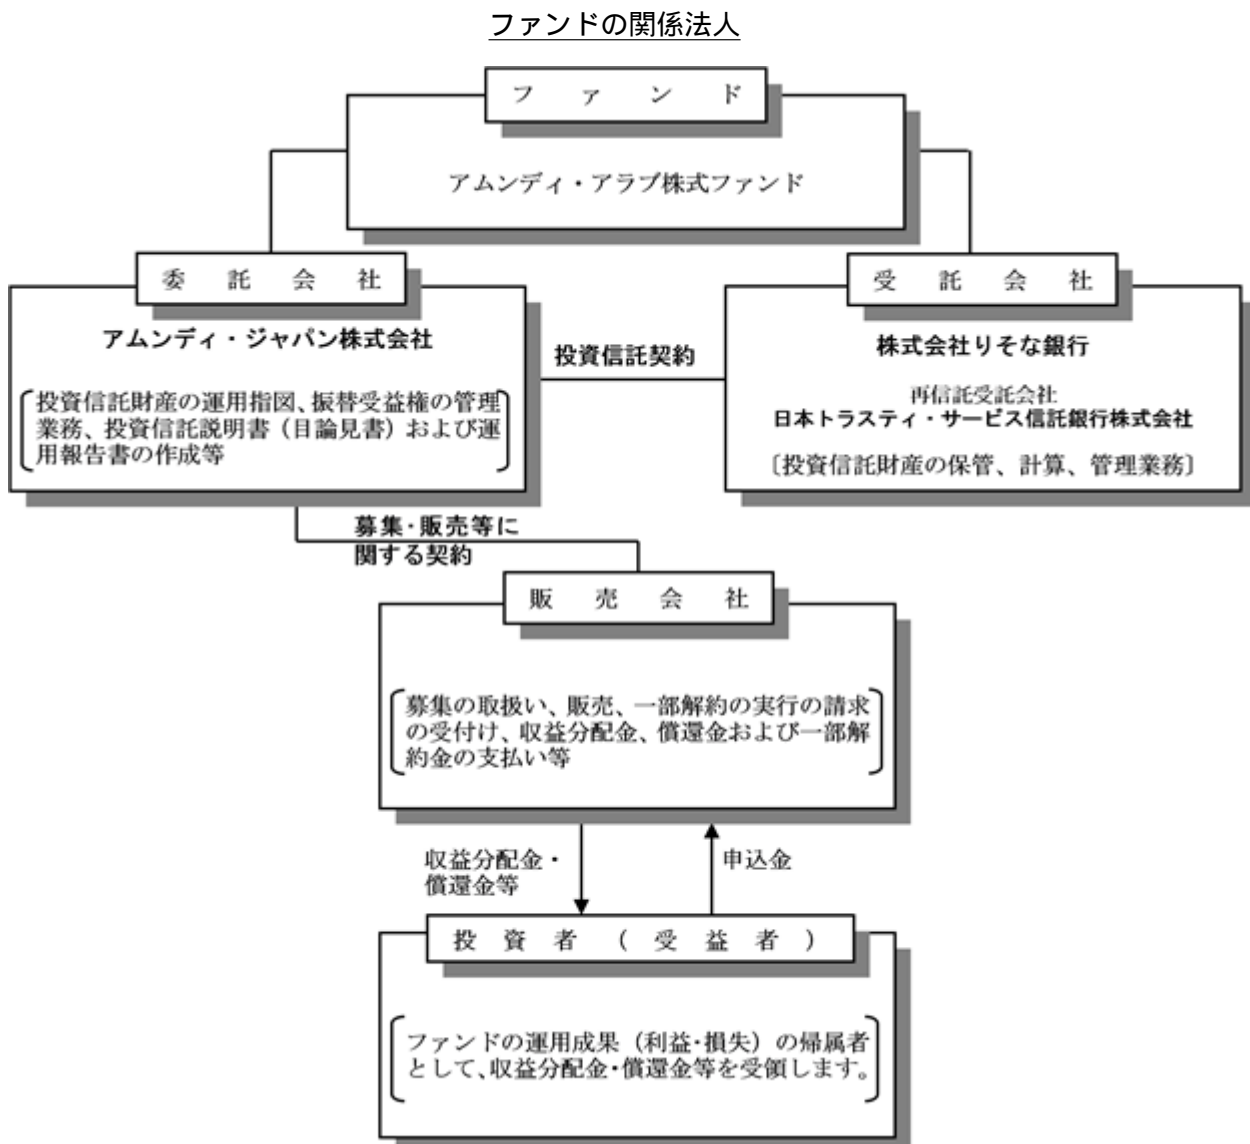 ファンドの関係法人
ファンド
アムンディ・アラブ株式ファンド
委託会社
アムンディ・ジャパン株式会社
投資信託財産の運用指図、振替受益権の管理
業務、投資信託説明書（目論見書）および運
用報告書の作成等
投資信託契約
受託会社
株式会社りそな銀行
再信託受託会社
日本トラスティ・サービス信託銀行株式会社
〔投資信託財産の保管、計算、管理業務〕
募集・販売等に
関する契約
販売会社
募集の取扱い、販売、一部解約の実行の請求
の受付け、収益分配金、償還金および一部解
約金の支払い等
収益分配金・
償還金等
申込金
投資者（受益者）
ファンドの運用成果（利益・損失）の帰属者
として、収益分配金・償還金等を受領します。